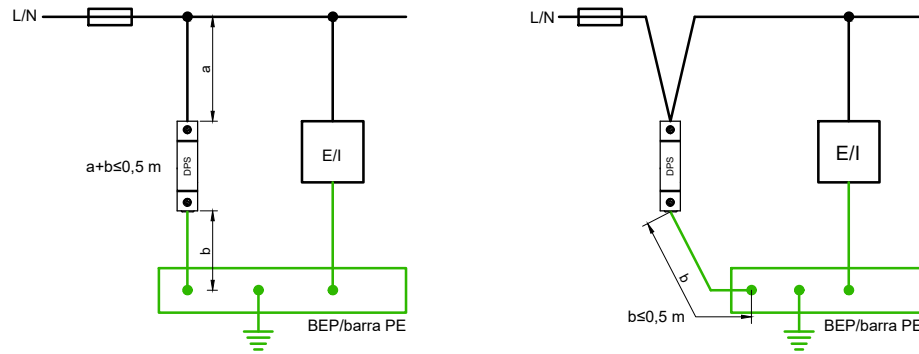 L/N
a
DPS
E/I
a+b≤0,5 m
b
BEP/barra PE
L/N
DPS
E/I
b
b≤0,5 m
BEP/barra PE